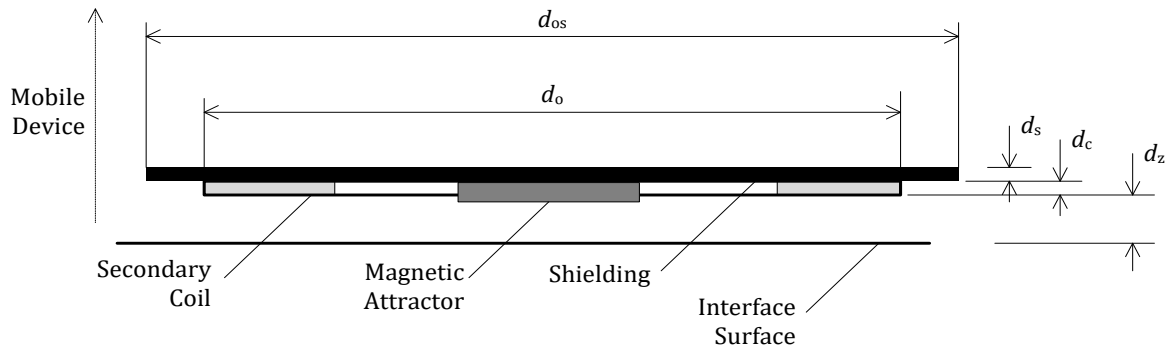 dos
Mobile
Device
do
ds
dc
dz
Secondary
Coil
Magnetic
Attractor
Shielding
Interface
Surface